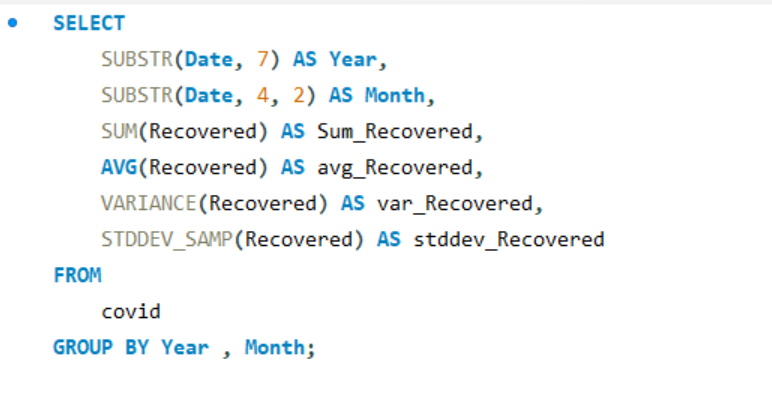 SELECT
SUBSTR(Date, 7) AS Year,
SUBSTR(Date, 4, 2) AS Month,
SUM(Recovered) AS Sum_Recovered,
AVG(Recovered) AS avg_Recovered,
VARIANCE(Recovered) AS var_Recovered,
STDDEV_SAMP(Recovered) AS stddev_Recovered
FROM
covid
GROUP BY Year , Month;